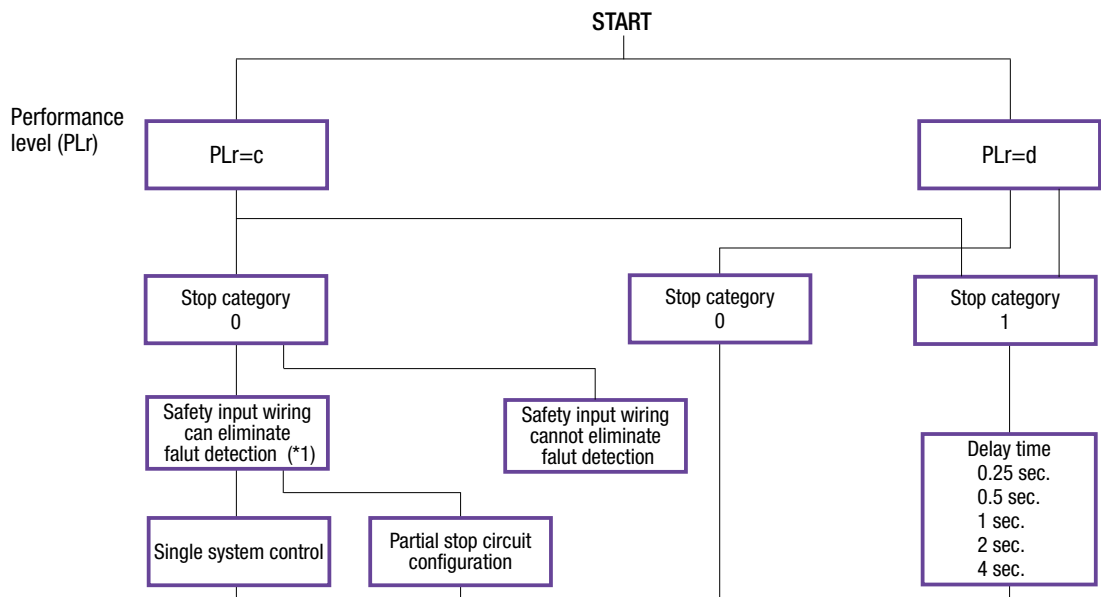 START
Performance
level (PLr)
PLr=c
PLr=d
Stop category
0
Stop category
0
Stop category
1
Safety input wiring
can eliminate
falut detection (*1)
Safety input wiring
cannot eliminate
falut detection
Delay time
0.25 sec.
0.5 sec.
1 sec.
2 sec.
4 sec.
Single system control
Partial stop circuit
configuration